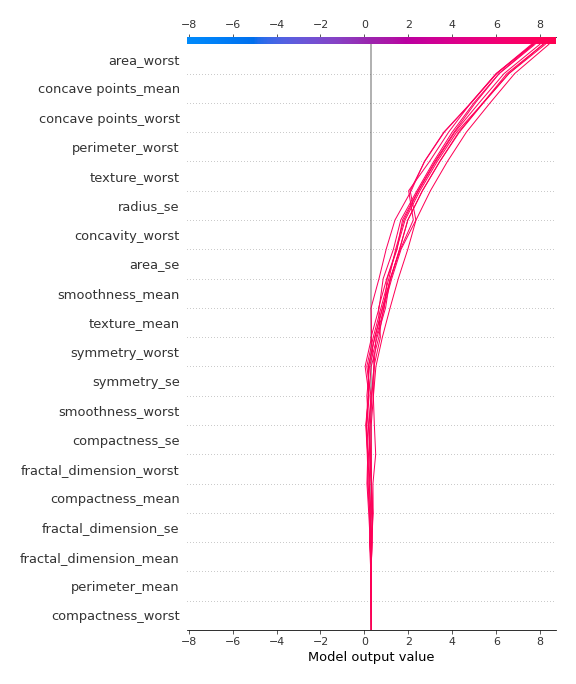 −8 −6 −4 −2 0 2 4 6 8
area_worst
concave points_mean
concave points_worst
perimeter_worst
texture_worst
radius_se
concavity_worst
area_se
smoothness_mean
texture_mean
symmetry_worst
symmetry_se
smoothness_worst
compactness_se
fractal_dimension_worst
compactness_mean
fractal_dimension_se
fractal_dimension_mean
perimeter_mean
compactness_worst
−8 −6 −4 −2 0 2 4 6 8
Model output value